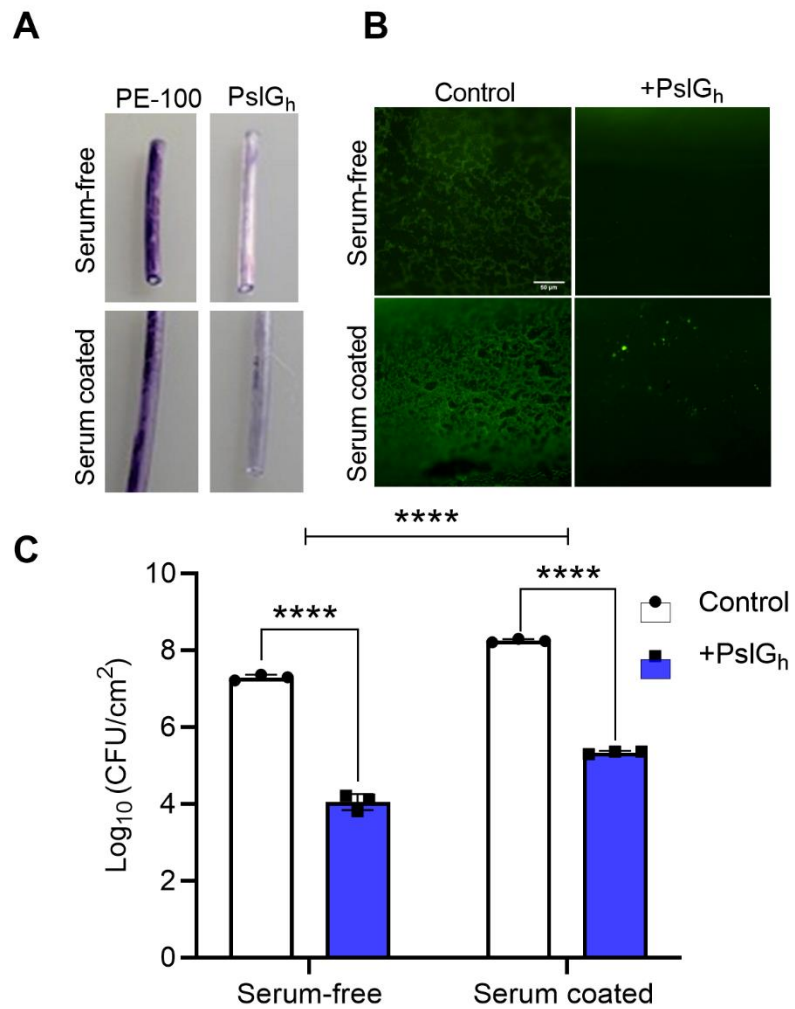 A
B
PE-100 PslGₕ
Control +PslGₕ
Serum-free
Serum-free
50 µm
Serum coated
Serum coated
C
****
****
****
Control
+PslGₕ
Log₁₀ (CFU/cm²)
10
8
6
4
2
0
Serum-free Serum coated